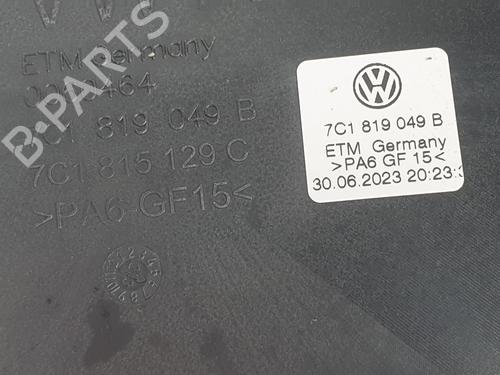 B-PARTS
ETM Germany
0060464
7C1 819 049 B
7C1 815 129 C
>PA6-GF15<
7C1 819 049 B
ETM Germany
>PA6 GF 15<
30.06.2023 20:23: